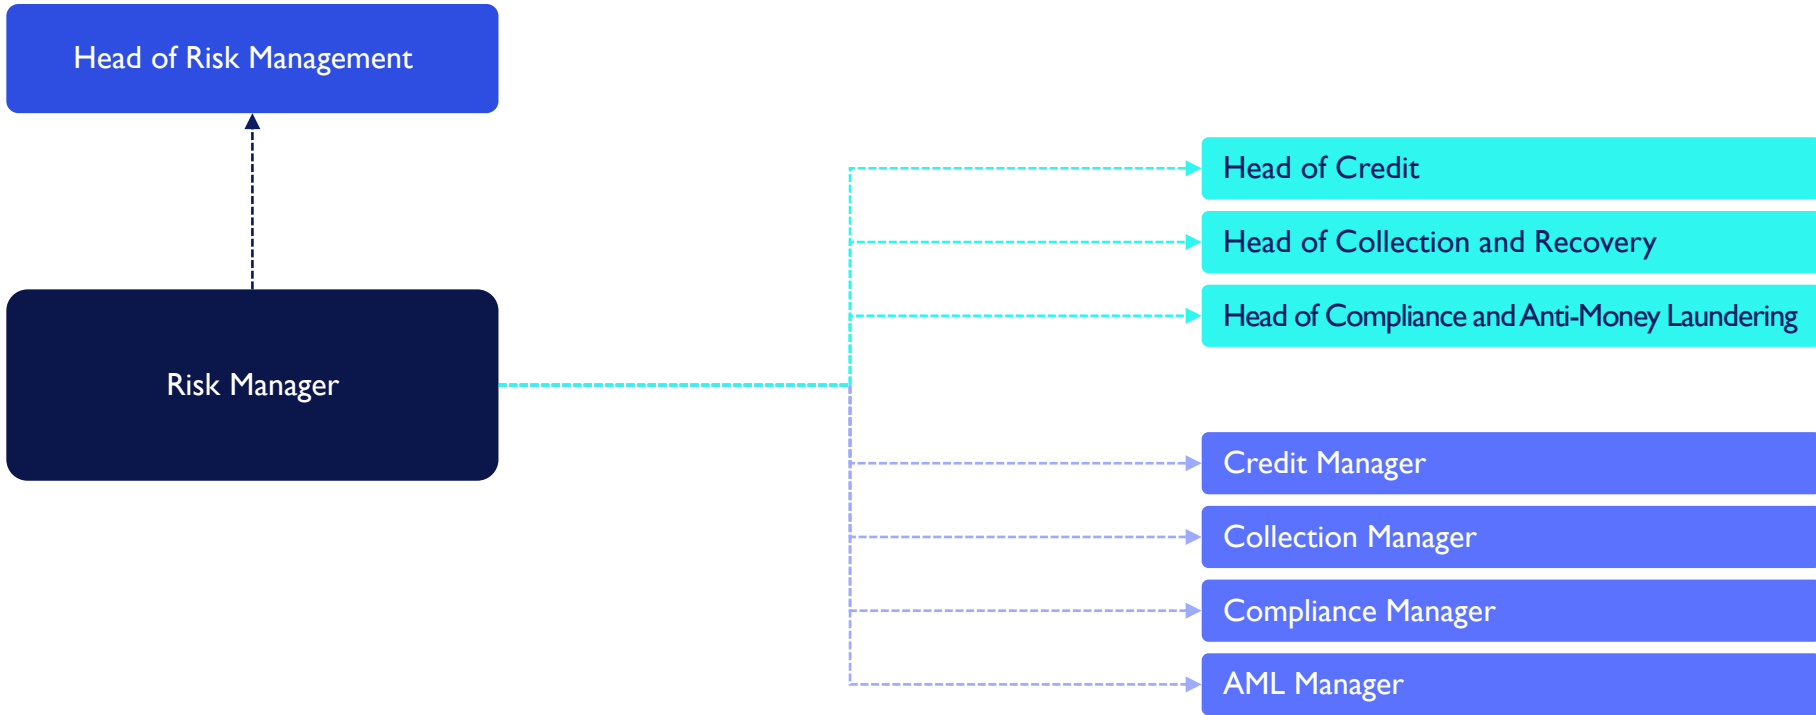 Head of Risk Management
Risk Manager
Head of Credit
Head of Collection and Recovery
Head of Compliance and Anti-Money Laundering
Credit Manager
Collection Manager
Compliance Manager
AML Manager